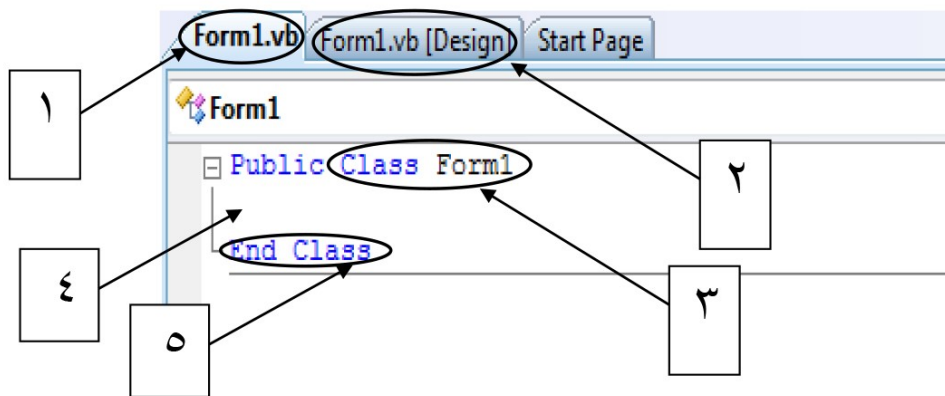 Form1.vb Form1.vb [Design] Start Page
١
Form1
Public Class Form1
٢
End Class
٤
٣
٥